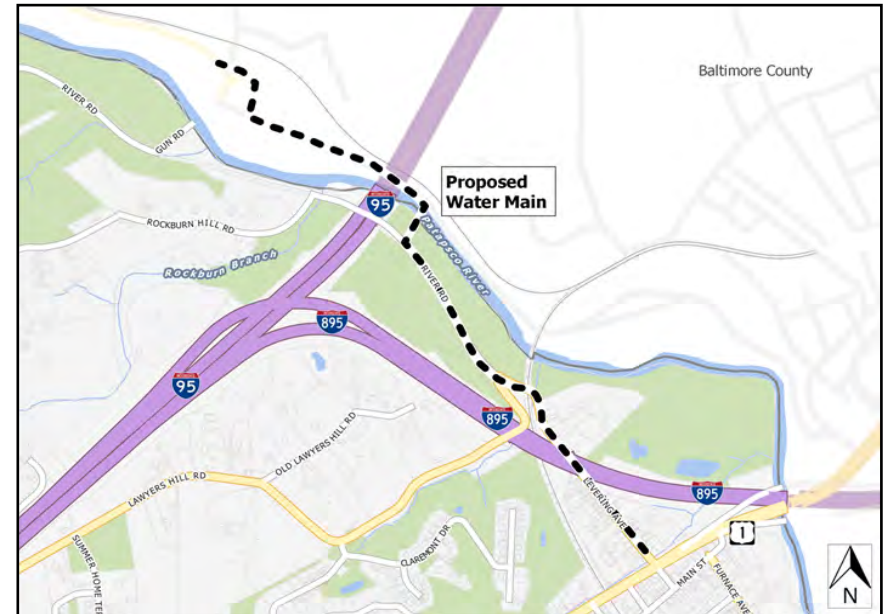 Baltimore County
RIVER RD
GUN RD
Proposed
Water Main
95
ROCKBURN HILL RD
Patapsco River
Rockburn Branch
RIVER RD
895
95
895
OLD LAWYERS HILL RD
LAWYERS HILL RD
LEVERING AVE
895
1
CLAREMONT DR
MAIN ST
SUMMER HOME TE
FURNACE AVE
N